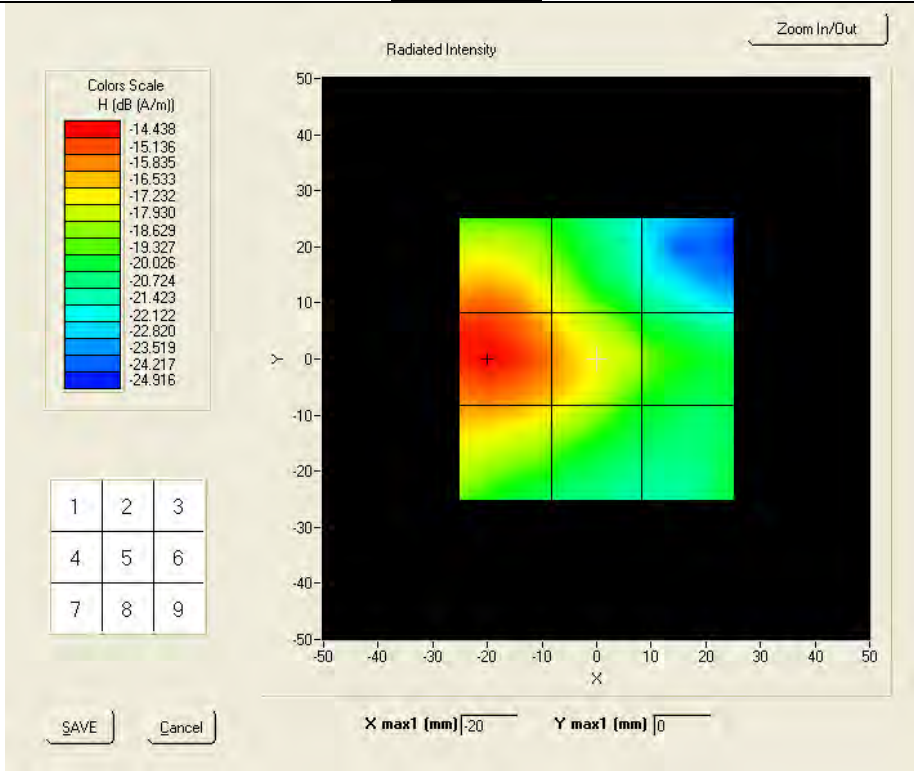 Zoom In/Out
Radiated Intensity
Colors Scale
H (dB (A/m))
-14.438
-15.136
-15.835
-16.533
-17.232
-17.930
-18.629
-19.327
-20.026
-20.724
-21.423
-22.122
-22.820
-23.519
-24.217
-24.916
50
40
30
20
10
0
-10
-20
-30
-40
-50
Y
-50 -40 -30 -20 -10 0 10 20 30 40 50
X
1 2 3
4 5 6
7 8 9
SAVE Cancel
X max1 (mm) -20 Y max1 (mm) 0